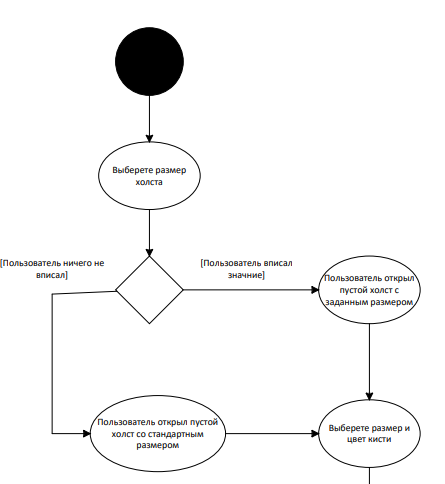 Выберете размер
холста
[Пользователь ничего не
вписал]
[Пользователь вписал
значние]
Пользователь открыл
пустой холст с
заданным размером
Пользователь открыл пустой
холст со стандартным
размером
Выберете размер и
цвет кисти